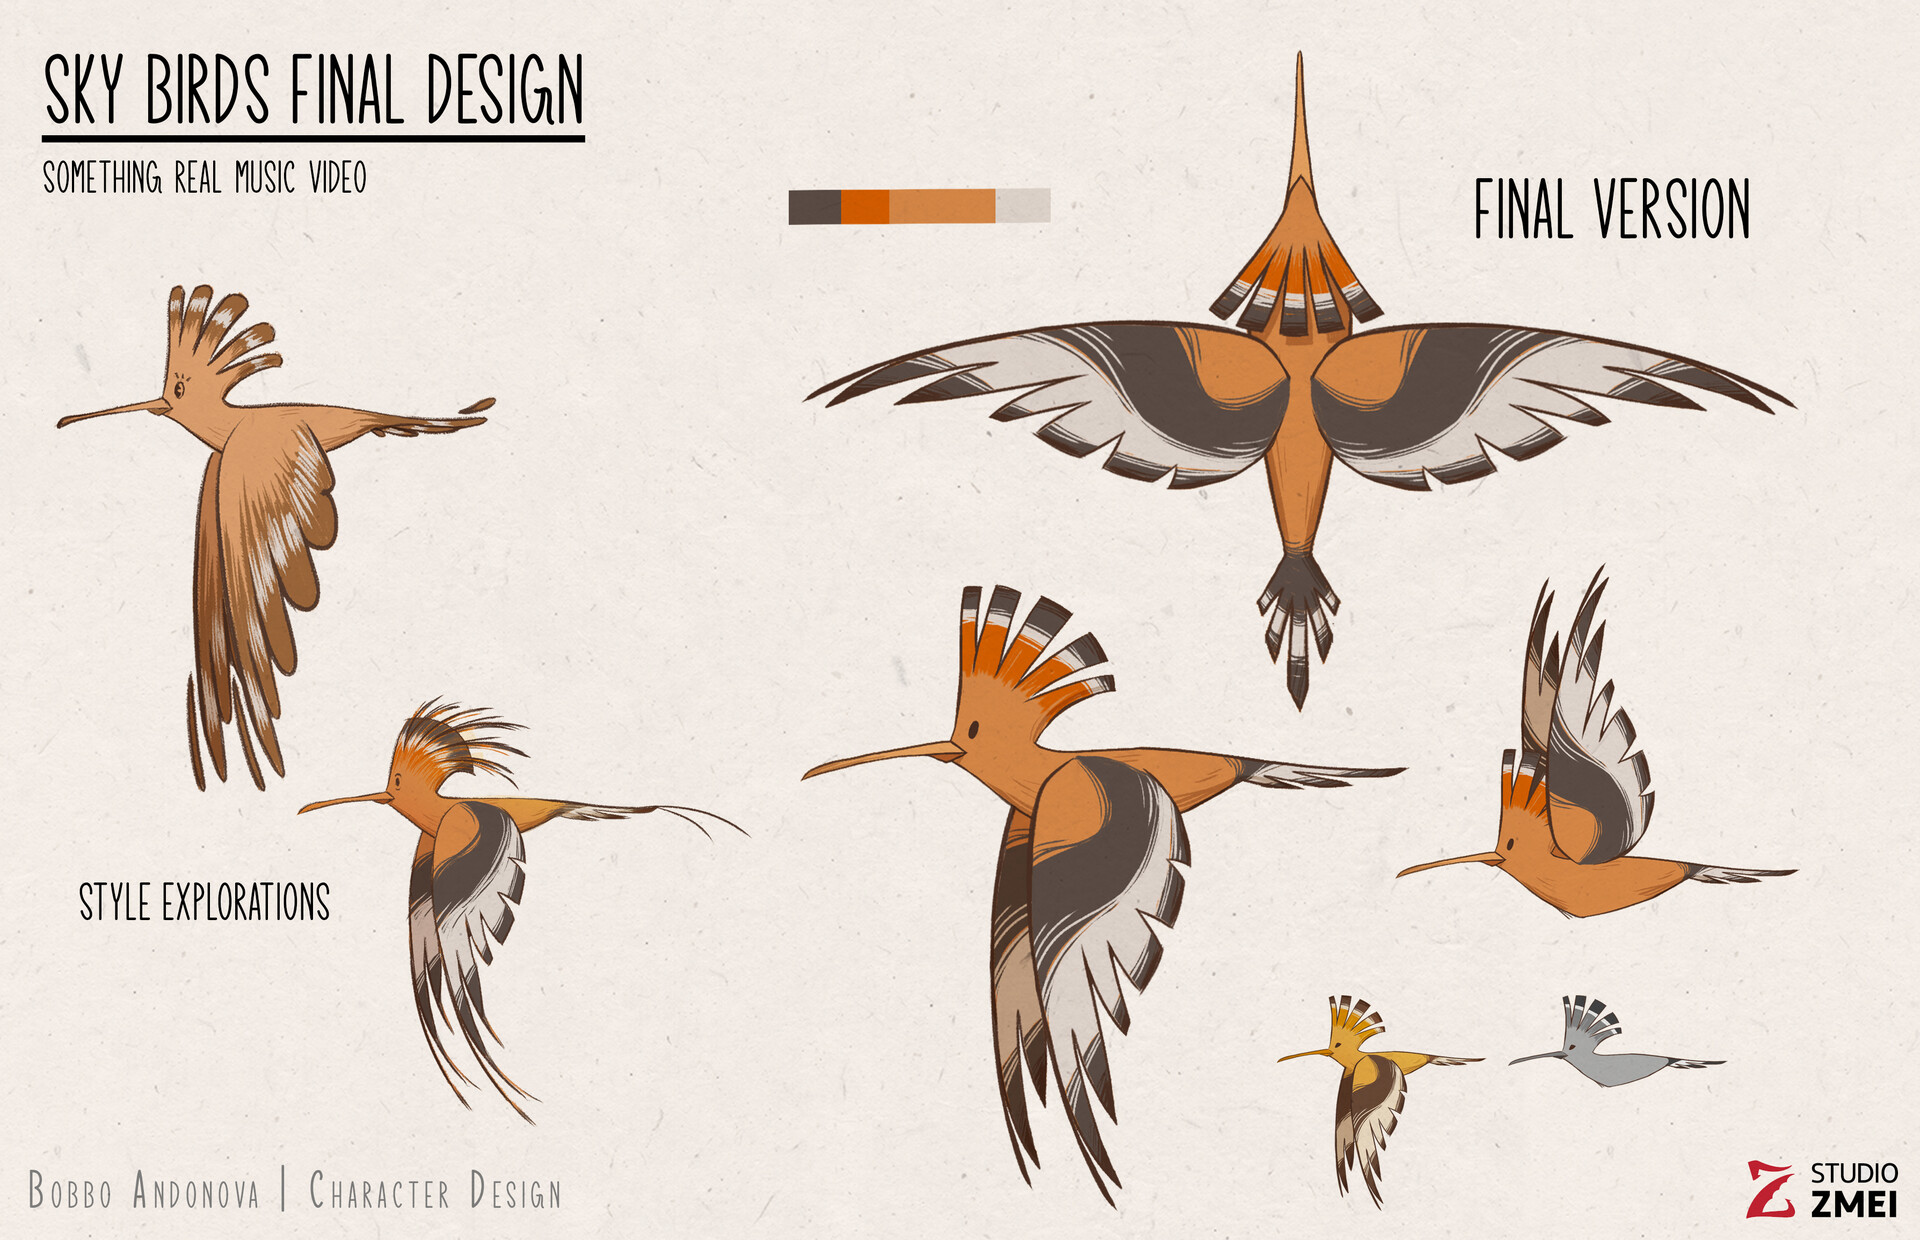 SKY BIRDS FINAL DESIGN
SOMETHING REAL MUSIC VIDEO
FINAL VERSION
STYLE EXPLORATIONS
BOBBO ANDONOVA | CHARACTER DESIGN
STUDIO
ZMEI